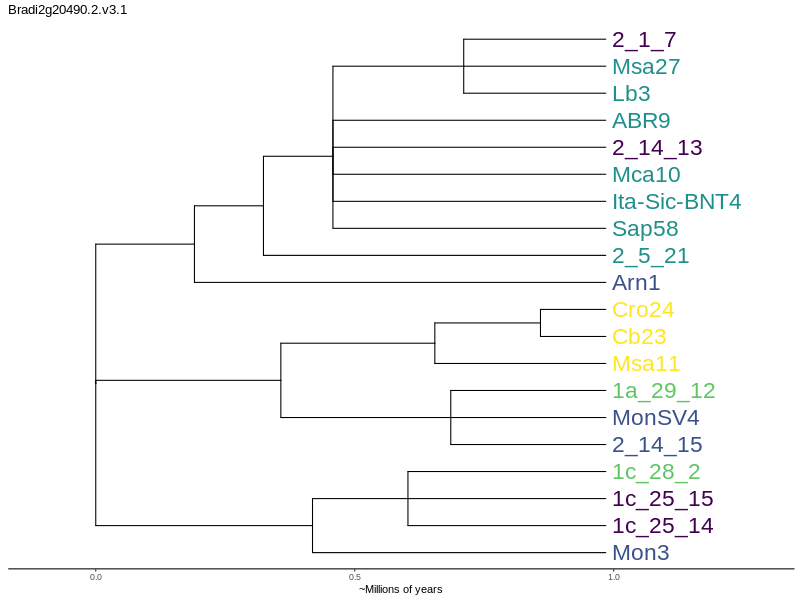 Bradi2g20490.2.v3.1
2_1_7
Msa27
Lb3
ABR9
2_14_13
Mca10
Ita-Sic-BNT4
Sap58
2_5_21
Arn1
Cro24
Cb23
Msa11
1a_29_12
MonSV4
2_14_15
1c_28_2
1c_25_15
1c_25_14
Mon3
0.0 0.5 1.0
~Millions of years